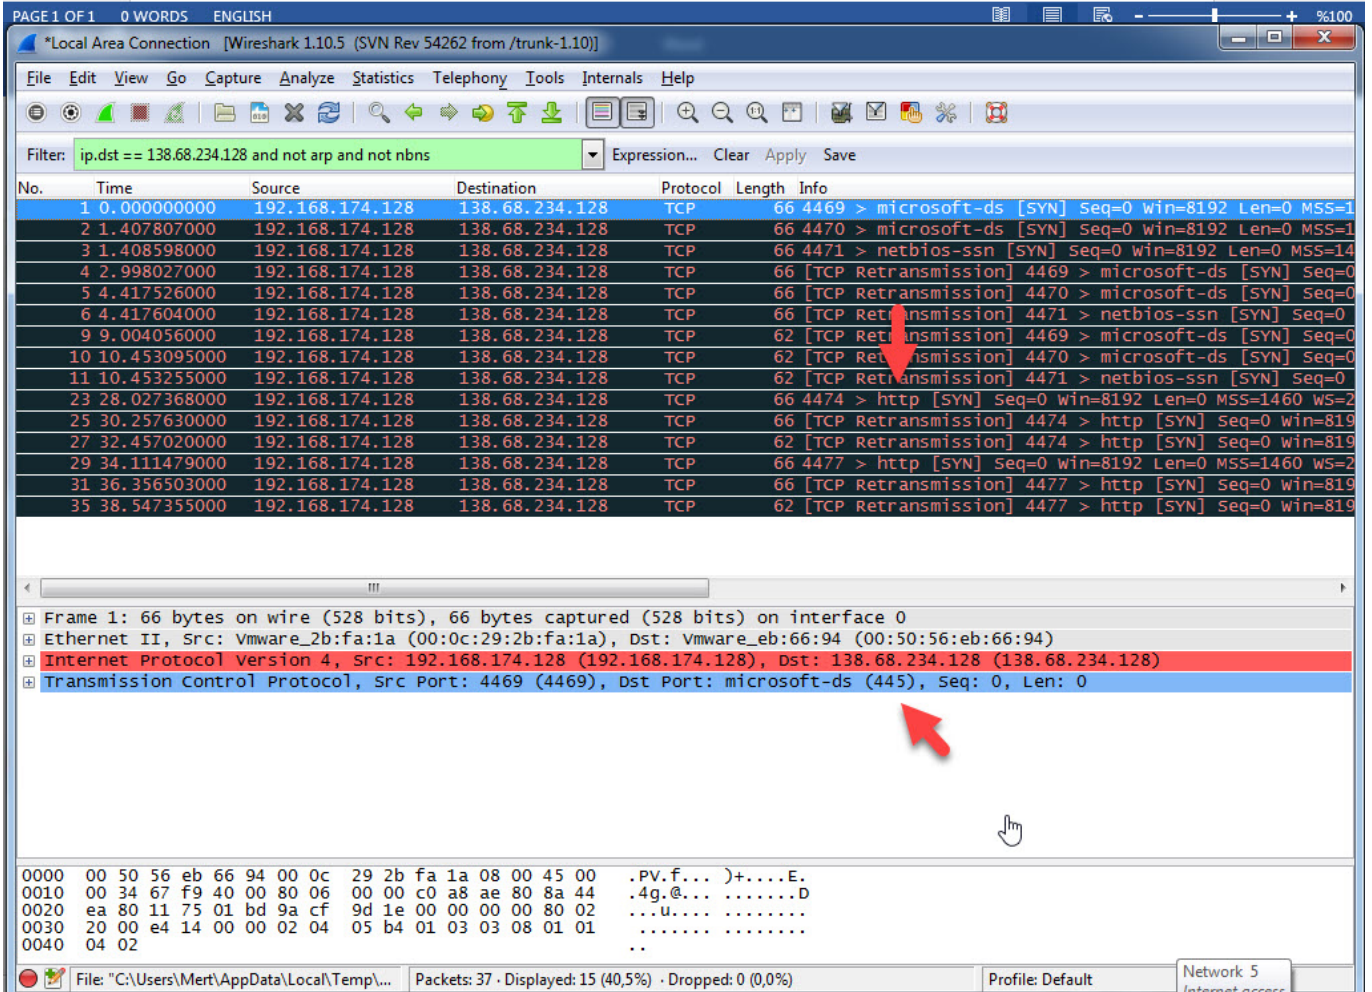 PAGE 1 OF 1 0 WORDS ENGLISH %100
*Local Area Connection [Wireshark 1.10.5 (SVN Rev 54262 from /trunk-1.10)]
File Edit View Go Capture Analyze Statistics Telephony Tools Internals Help
Filter: ip.dst == 138.68.234.128 and not arp and not nbns Expression... Clear Apply Save
No. Time Source Destination Protocol Length Info
1 0.000000000 192.168.174.128 138.68.234.128 TCP 66 4469 > microsoft-ds [SYN] Seq=0 Win=8192 Len=0 MSS=1
2 1.407807000 192.168.174.128 138.68.234.128 TCP 66 4470 > microsoft-ds [SYN] Seq=0 Win=8192 Len=0 MSS=1
3 1.408598000 192.168.174.128 138.68.234.128 TCP 66 4471 > netbios-ssn [SYN] Seq=0 Win=8192 Len=0 MSS=14
4 2.998027000 192.168.174.128 138.68.234.128 TCP 66 [TCP Retransmission] 4469 > microsoft-ds [SYN] Seq=0
5 4.417526000 192.168.174.128 138.68.234.128 TCP 66 [TCP Retransmission] 4470 > microsoft-ds [SYN] Seq=0
6 4.417604000 192.168.174.128 138.68.234.128 TCP 66 [TCP Retransmission] 4471 > netbios-ssn [SYN] Seq=0
9 9.004056000 192.168.174.128 138.68.234.128 TCP 62 [TCP Retransmission] 4469 > microsoft-ds [SYN] Seq=0
10 10.453095000 192.168.174.128 138.68.234.128 TCP 62 [TCP Retransmission] 4470 > microsoft-ds [SYN] Seq=0
11 10.453255000 192.168.174.128 138.68.234.128 TCP 62 [TCP Retransmission] 4471 > netbios-ssn [SYN] Seq=0
23 28.027368000 192.168.174.128 138.68.234.128 TCP 66 4474 > http [SYN] Seq=0 Win=8192 Len=0 MSS=1460 WS=2
25 30.257630000 192.168.174.128 138.68.234.128 TCP 66 [TCP Retransmission] 4474 > http [SYN] Seq=0 Win=819
27 32.457020000 192.168.174.128 138.68.234.128 TCP 62 [TCP Retransmission] 4474 > http [SYN] Seq=0 Win=819
29 34.111479000 192.168.174.128 138.68.234.128 TCP 66 4477 > http [SYN] Seq=0 Win=8192 Len=0 MSS=1460 WS=2
31 36.356503000 192.168.174.128 138.68.234.128 TCP 66 [TCP Retransmission] 4477 > http [SYN] Seq=0 Win=819
35 38.547355000 192.168.174.128 138.68.234.128 TCP 62 [TCP Retransmission] 4477 > http [SYN] Seq=0 Win=819
Frame 1: 66 bytes on wire (528 bits), 66 bytes captured (528 bits) on interface 0
Ethernet II, Src: Vmware_2b:fa:1a (00:0c:29:2b:fa:1a), Dst: Vmware_eb:66:94 (00:50:56:eb:66:94)
Internet Protocol Version 4, Src: 192.168.174.128 (192.168.174.128), Dst: 138.68.234.128 (138.68.234.128)
Transmission Control Protocol, Src Port: 4469 (4469), Dst Port: microsoft-ds (445), Seq: 0, Len: 0
0000 00 50 56 eb 66 94 00 0c 29 2b fa 1a 08 00 45 00 .PV.f... )+....E.
0010 00 34 67 f9 40 00 80 06 00 00 c0 a8 ae 80 8a 44 .4g.@... .......D
0020 ea 80 11 75 01 bd 9a cf 9d 1e 00 00 00 00 80 02 ...u.... ........
0030 20 00 e4 14 00 00 02 04 05 b4 01 03 03 08 01 01 ....... ........
0040 04 02 ..
File: "C:\Users\Mert\AppData\Local\Temp\... Packets: 37 · Displayed: 15 (40,5%) · Dropped: 0 (0,0%) Profile: Default
Network 5
Internet access